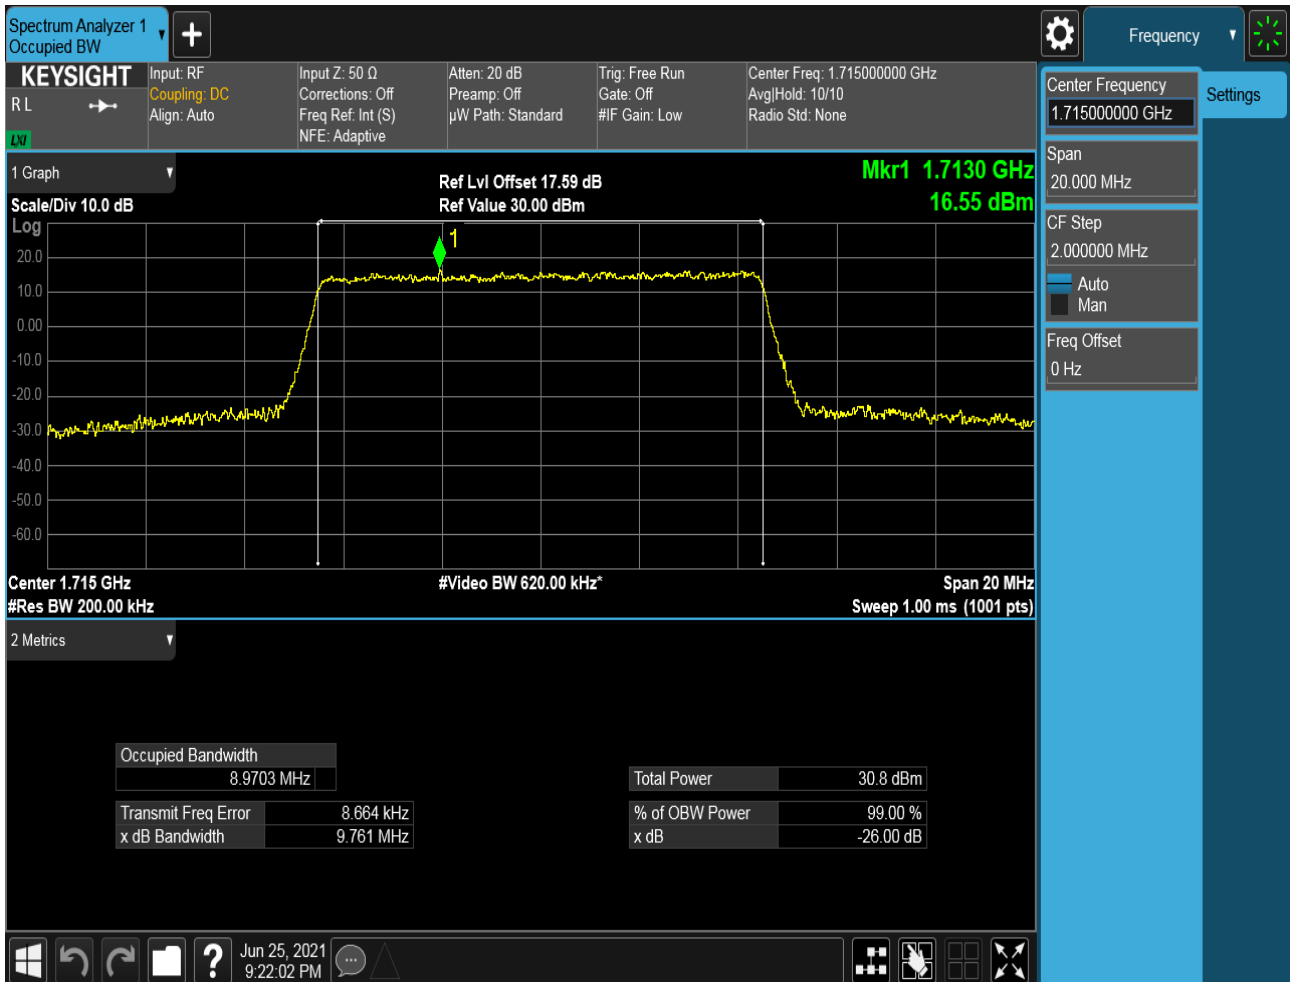 Spectrum Analyzer 1
Occupied BW
Frequency
KEYSIGHT
R L
LXI
Input: RF
Coupling: DC
Align: Auto
Input Z: 50 Ω
Corrections: Off
Freq Ref: Int (S)
NFE: Adaptive
Atten: 20 dB
Preamp: Off
µW Path: Standard
Trig: Free Run
Gate: Off
#IF Gain: Low
Center Freq: 1.715000000 GHz
Avg|Hold: 10/10
Radio Std: None
Center Frequency
1.715000000 GHz
Settings
Span
20.000 MHz
CF Step
2.000000 MHz
Auto
Man
Freq Offset
0 Hz
1 Graph
Scale/Div 10.0 dB
Ref Lvl Offset 17.59 dB
Ref Value 30.00 dBm
Mkr1 1.7130 GHz
16.55 dBm
Log
1
20.0
10.0
0.00
-10.0
-20.0
-30.0
-40.0
-50.0
-60.0
Center 1.715 GHz
#Video BW 620.00 kHz*
Span 20 MHz
#Res BW 200.00 kHz
Sweep 1.00 ms (1001 pts)
2 Metrics
Occupied Bandwidth
8.9703 MHz
Transmit Freq Error 8.664 kHz
x dB Bandwidth 9.761 MHz
Total Power 30.8 dBm
% of OBW Power 99.00 %
x dB -26.00 dB
?
Jun 25, 2021
9:22:02 PM